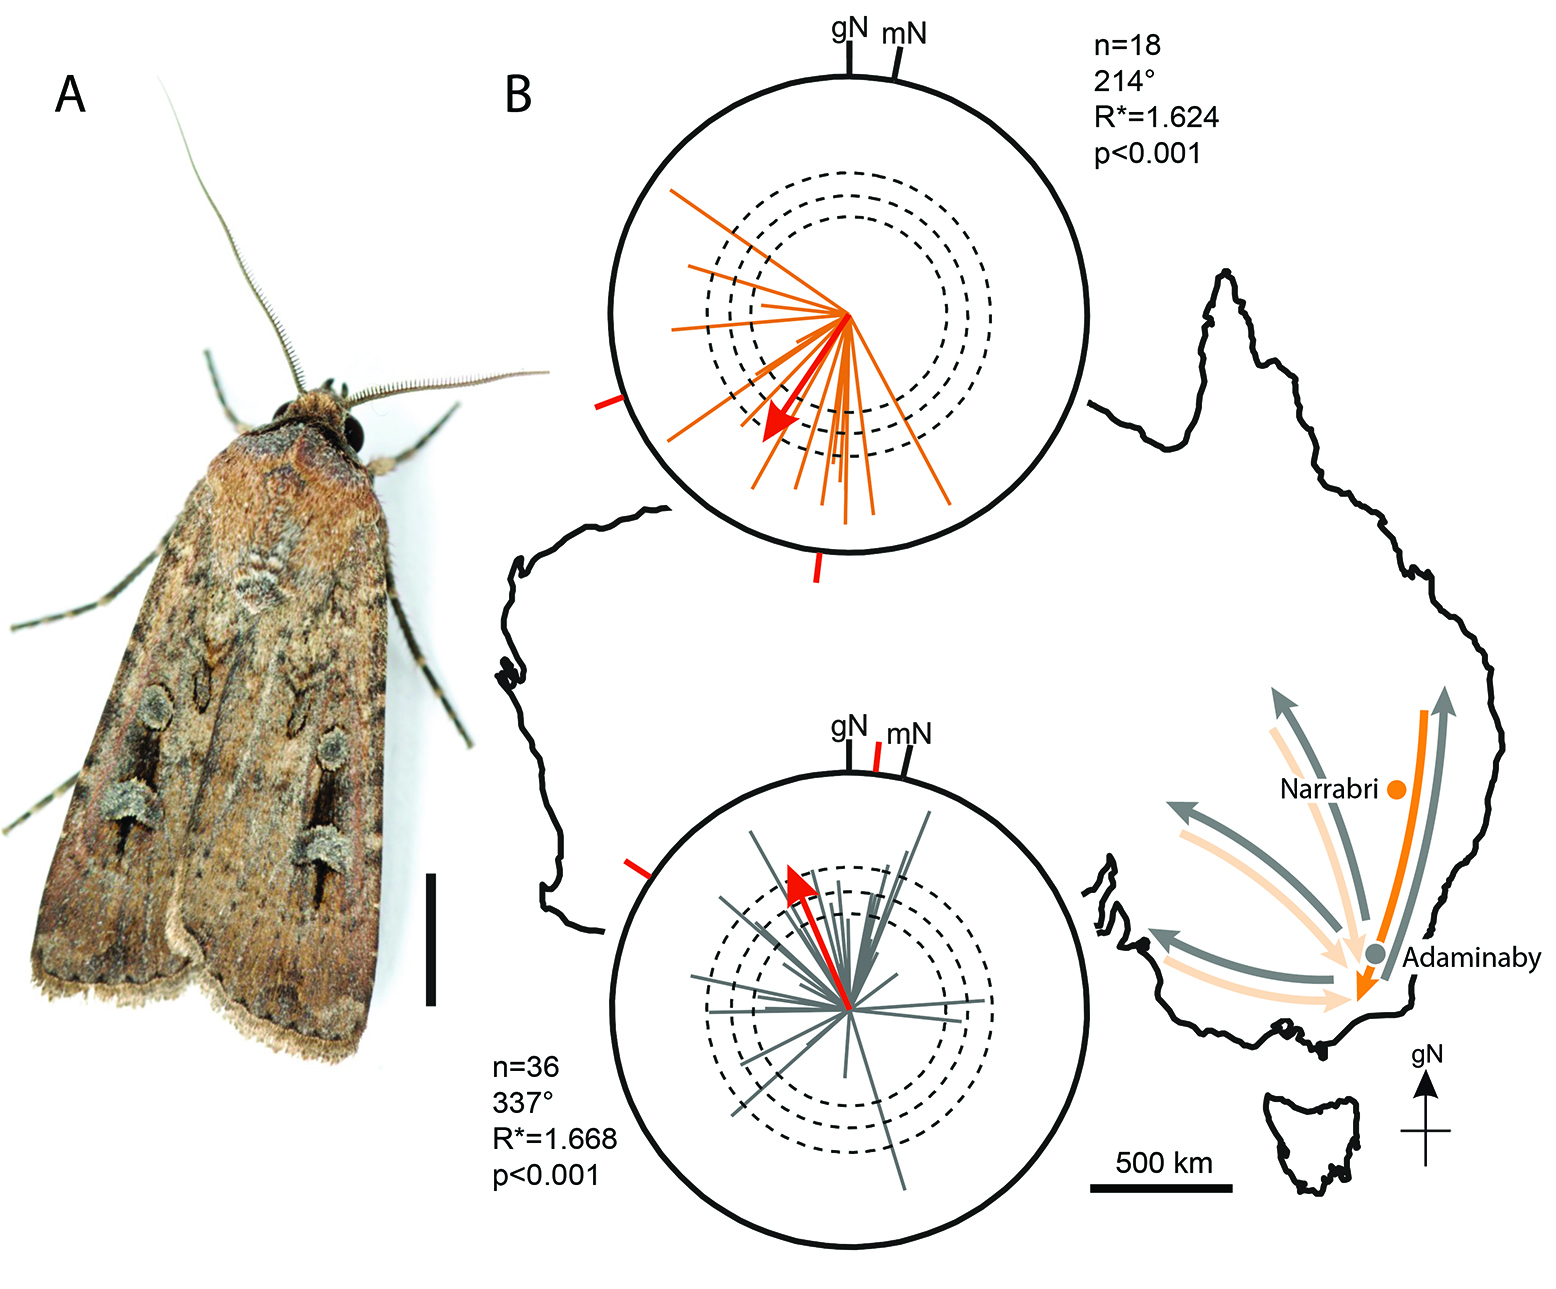 A
B
gN
mN
n=18
214°
R*=1.624
p<0.001
gN
mN
Narrabri
Adaminaby
n=36
337°
R*=1.668
p<0.001
gN
500 km